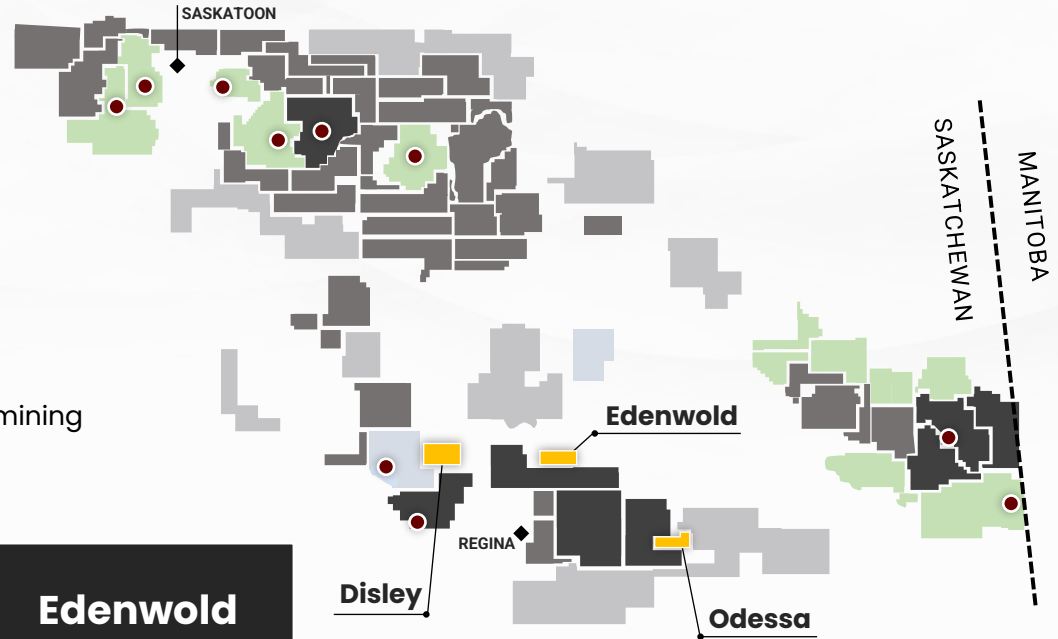 SASKATOON
SASKATCHEWAN
MANITOBA
mining
Edenwold
REGINA
Disley
Odessa
Edenwold